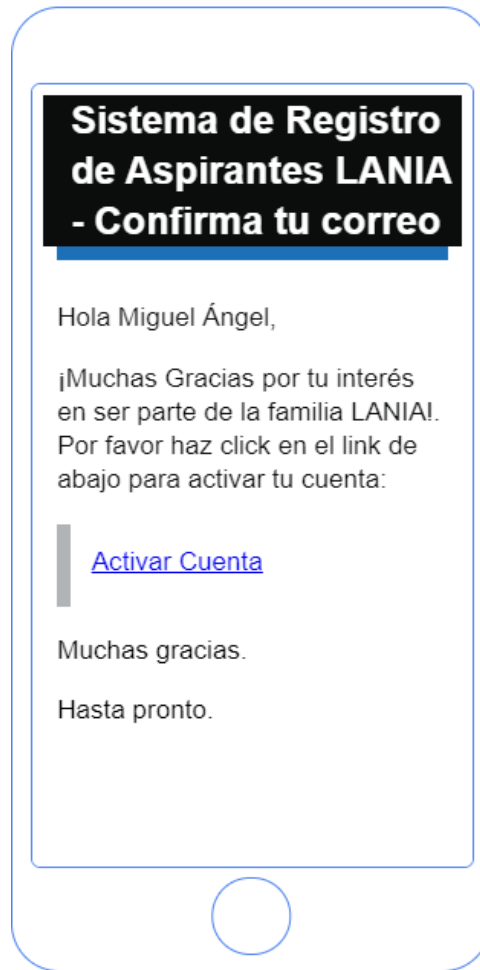 Sistema de Registro
de Aspirantes LANIA
- Confirma tu correo
Hola Miguel Ángel,
¡Muchas Gracias por tu interés
en ser parte de la familia LANIA!.
Por favor haz click en el link de
abajo para activar tu cuenta:
Activar Cuenta
Muchas gracias.
Hasta pronto.